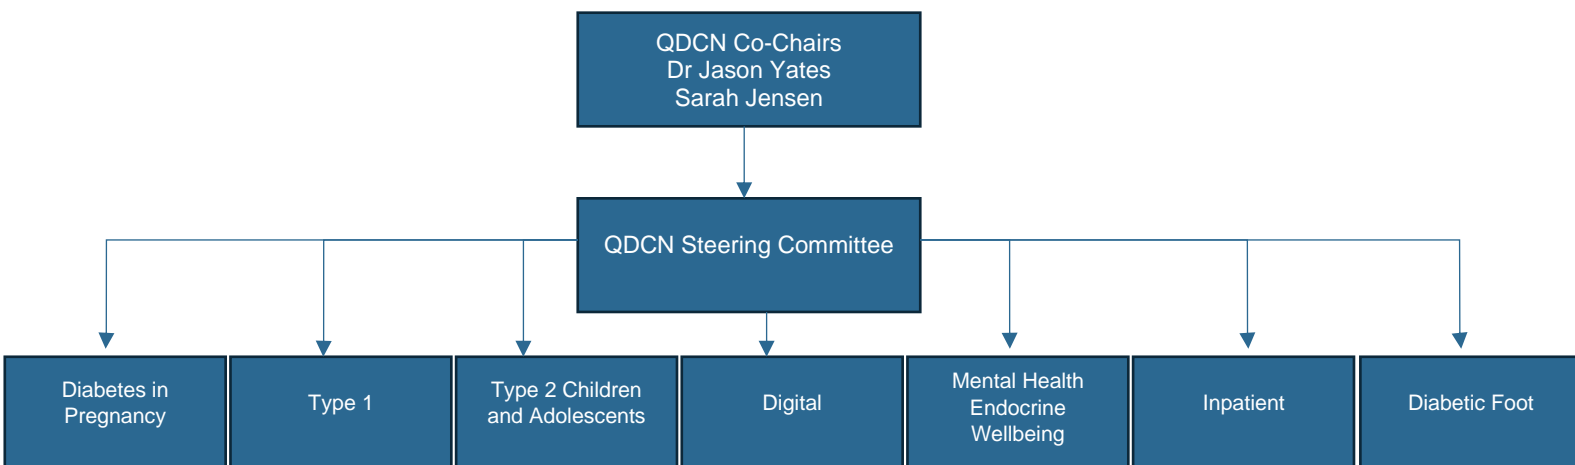 QDCN Co-Chairs
Dr Jason Yates
Sarah Jensen
QDCN Steering Committee
Diabetes in
Pregnancy
Type 1
Type 2 Children
and Adolescents
Digital
Mental Health
Endocrine
Wellbeing
Inpatient
Diabetic Foot